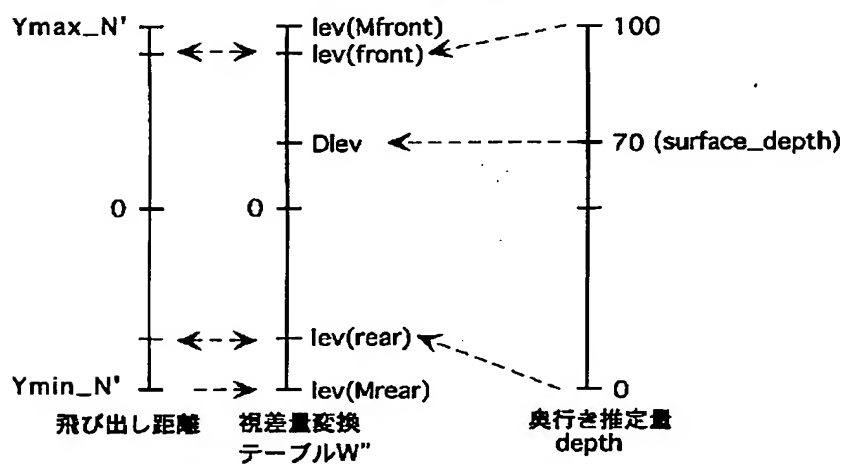 Ymax_N'
lev(Mfront)
100
lev(front)
Dlev
70 (surface_depth)
0
0
lev(rear)
Ymin_N'
lev(Mrear)
0
飛び出し距離
視差量変換
テーブルW"
奥行き推定量
depth